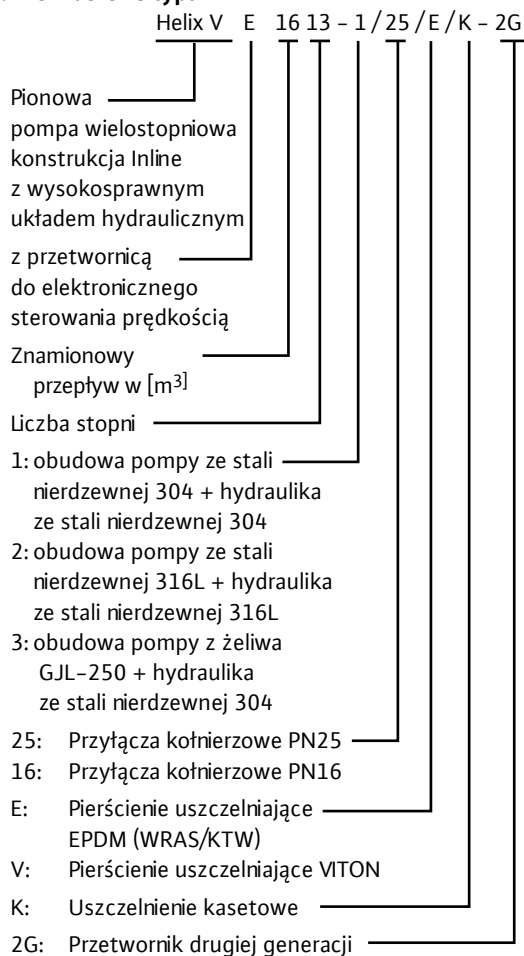 Helix V E 16 13 – 1 / 25 / E / K – 2G
Pionowa
pompa wielostopniowa
konstrukcja Inline
z wysokosprawnym
układem hydraulicznym
z przetwornicą
do elektronicznego
sterowania prędkością
Znamionowy
przepływ w [m³]
Liczba stopni
1: obudowa pompy ze stali
nierdzewnej 304 + hydraulika
ze stali nierdzewnej 304
2: obudowa pompy ze stali
nierdzewnej 316L + hydraulika
ze stali nierdzewnej 316L
3: obudowa pompy z żeliwa
GJL–250 + hydraulika
ze stali nierdzewnej 304
25: Przyłącza kołnierzowe PN25
16: Przyłącza kołnierzowe PN16
E: Pierścienie uszczelniające
EPDM (WRAS/KTW)
V: Pierścienie uszczelniające VITON
K: Uszczelnienie kasetowe
2G: Przetwornik drugiej generacji